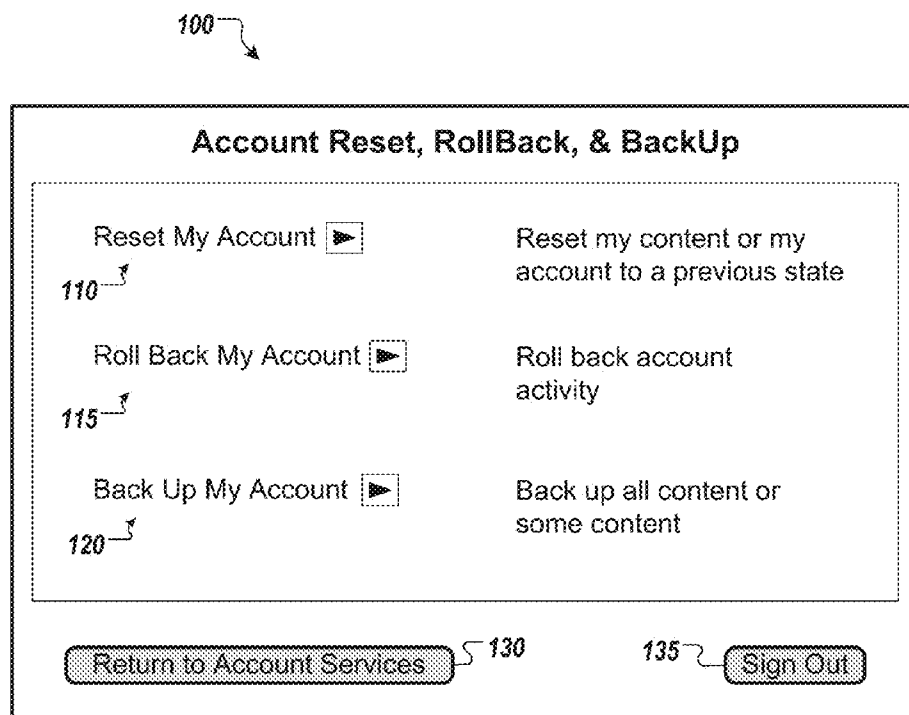 100
Account Reset, RollBack, & BackUp
Reset My Account
Reset my content or my
account to a previous state
110
Roll Back My Account
Roll back account
activity
115
Back Up My Account
Back up all content or
some content
120
Return to Account Services
130
135
Sign Out